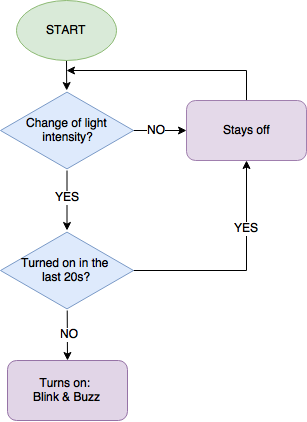 START
Change of light
intensity?
NO
Stays off
YES
YES
Turned on in the
last 20s?
NO
Turns on:
Blink & Buzz